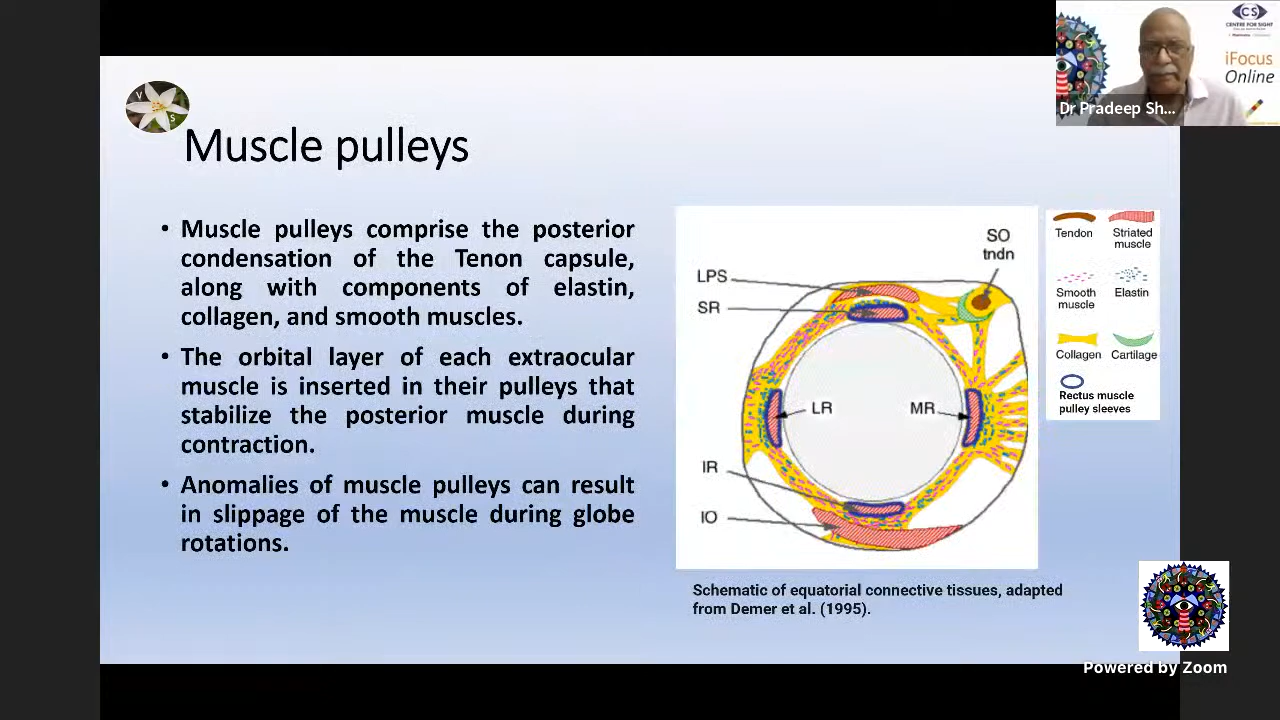 V
S
Muscle pulleys
• Muscle pulleys comprise the posterior
condensation of the Tenon capsule,
along with components of elastin,
collagen, and smooth muscles.
• The orbital layer of each extraocular
muscle is inserted in their pulleys that
stabilize the posterior muscle during
contraction.
• Anomalies of muscle pulleys can result
in slippage of the muscle during globe
rotations.
SO
tndn
LPS
SR
LR
MR
IR
IO
Tendon
Striated
muscle
Smooth
muscle
Elastin
Collagen
Cartilage
Rectus muscle
pulley sleeves
Schematic of equatorial connective tissues, adapted
from Demer et al. (1995).
CS
CENTRE FOR SIGHT
iFocus
Online
Dr Pradeep Sh...
Powered by Zoom